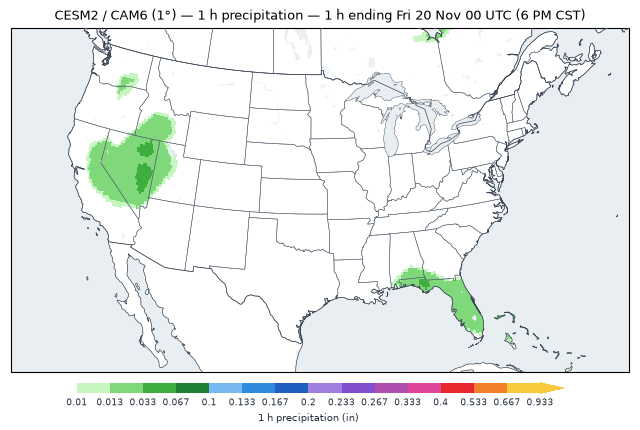 CESM2 / CAM6 (1°) — 1 h precipitation — 1 h ending Fri 20 Nov 00 UTC (6 PM CST)
0.01 0.013 0.033 0.067 0.1 0.133 0.167 0.2 0.233 0.267 0.333 0.4 0.533 0.667 0.933
1 h precipitation (in)